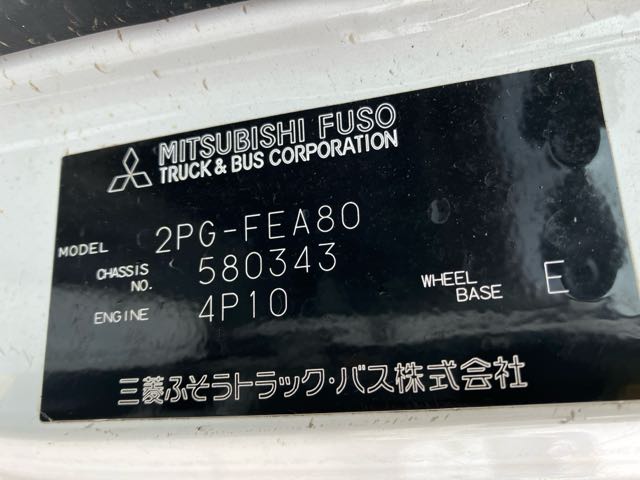 MITSUBISHI FUSO
TRUCK & BUS CORPORATION
MODEL 2PG-FEA80
CHASSIS NO. 580343
ENGINE 4P10
WHEEL BASE E
三菱ふそうトラック・バス株式会社